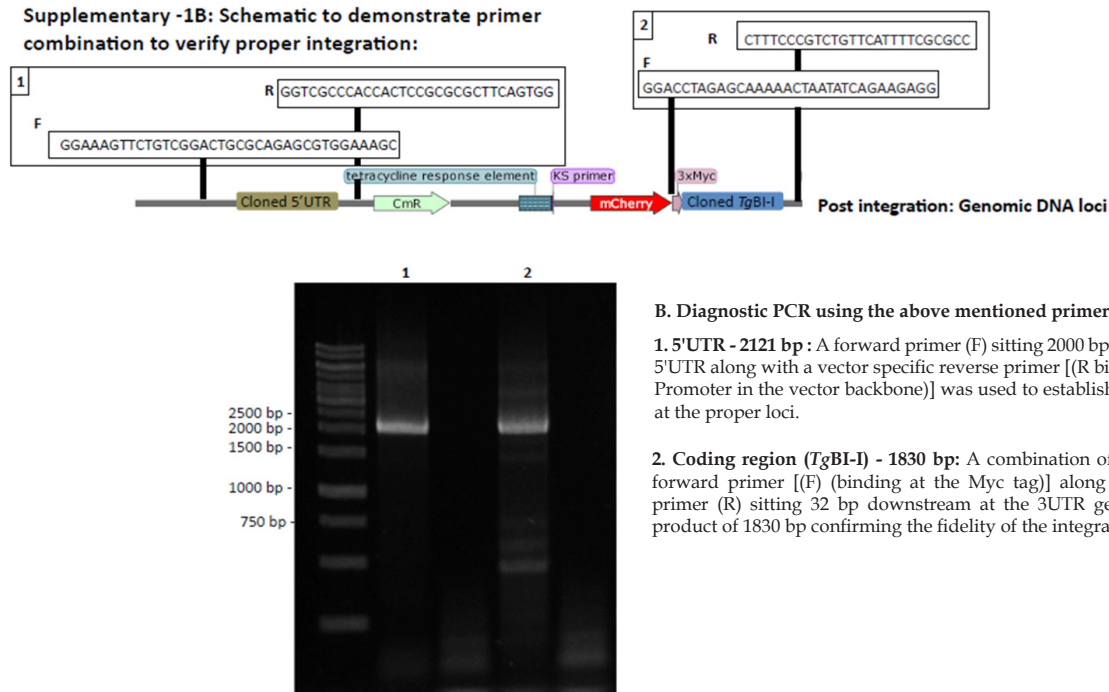 Supplementary -1B: Schematic to demonstrate primer
combination to verify proper integration:
1
R GGTCGCCCACCACTCCGCGCGCTTCAGTGG
F
GGAAAGTTCTGTCGGACTGCGCAGAGCGTGGAAAGC
2
R CTTTCCCGTCTGTTCATTTTCGCGCC
F
GGACCTAGAGCAAAAACTAATATCAGAAGAGG
tetracycline response element KS primer 3xMyc
Cloned 5'UTR CmR mCherry Cloned TgBI-I Post integration: Genomic DNA loci
1 2
2500 bp -
2000 bp -
1500 bp -
1000 bp -
750 bp -
B. Diagnostic PCR using the above mentioned primer
1. 5'UTR - 2121 bp : A forward primer (F) sitting 2000 bp
5'UTR along with a vector specific reverse primer [(R bi
Promoter in the vector backbone)] was used to establish
at the proper loci.
2. Coding region (TgBI-I) - 1830 bp: A combination of
forward primer [(F) (binding at the Myc tag)] along
primer (R) sitting 32 bp downstream at the 3UTR ge
product of 1830 bp confirming the fidelity of the integra